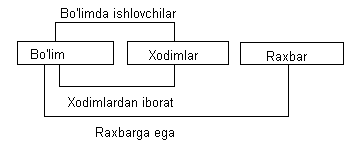 Bo'limda ishlovchilar
Bo'lim
Xodimlar
Raxbar
Xodimlardan iborat
Raxbarga ega